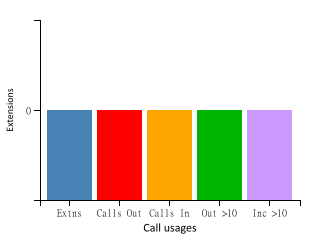 Extensions
0
Extns Calls Out Calls In Out >10 Inc >10
Call usages